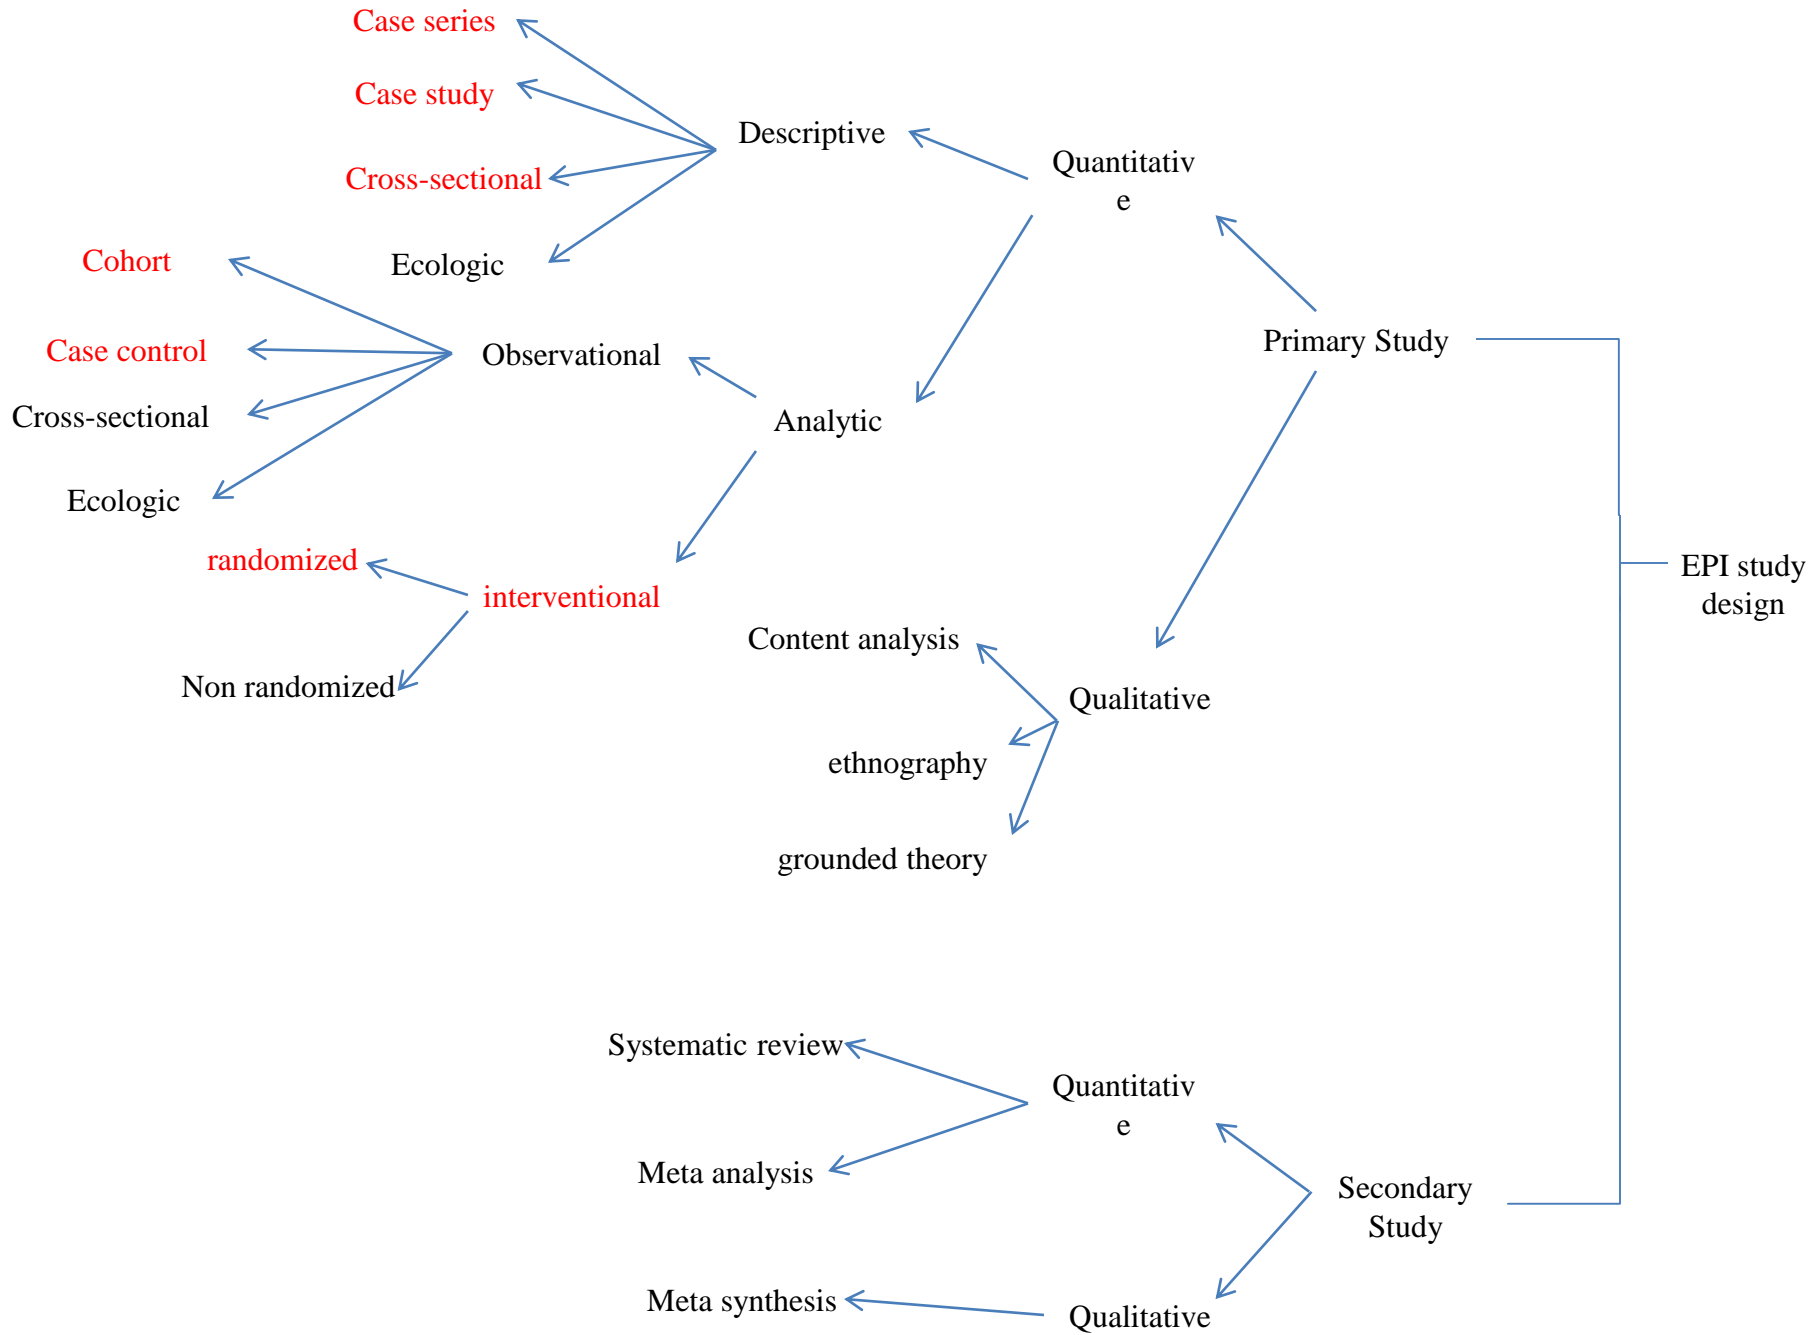 Case series
Case study
Descriptive
Quantitativ
e
Cross-sectional
Ecologic
Cohort
Case control
Observational
Primary Study
Cross-sectional
Analytic
Ecologic
randomized
interventional
EPI study
design
Non randomized
Content analysis
Qualitative
ethnography
grounded theory
Systematic review
Quantitativ
e
Meta analysis
Secondary
Study
Meta synthesis
Qualitative